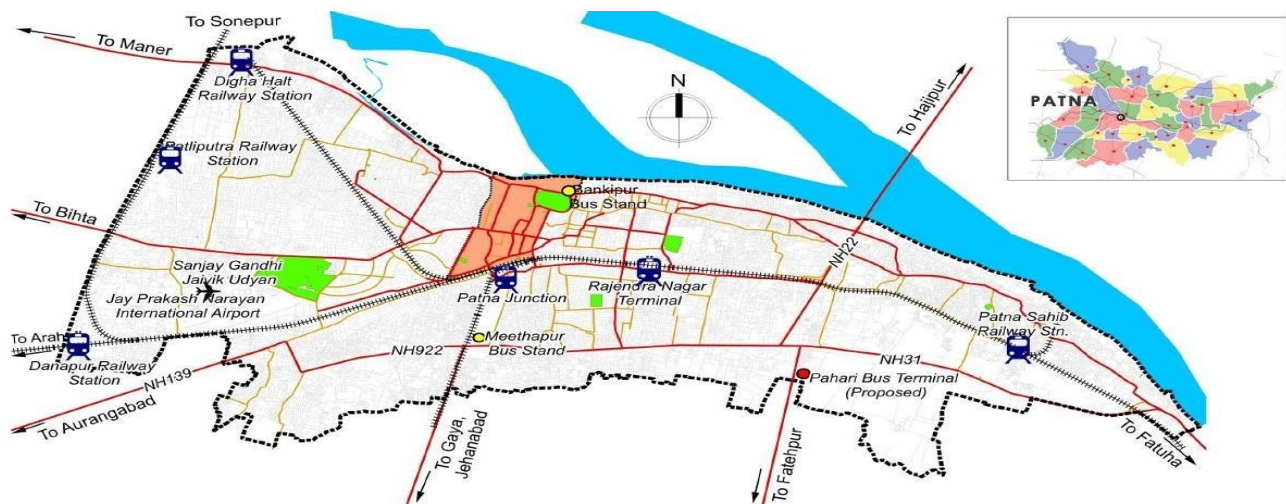 To Sonepur
To Maner
Digha Halt
Railway Station
Patliputra Railway
Station
To Bihta
Sanjay Gandhi
Jaivik Udyan
Jay Prakash Narayan
International Airport
To Arah
Danapur Railway
Station
NH139
To Aurangabad
N
To Hajipur
Bankipur
Bus Stand
NH22
Patna Junction
Rajendra Nagar
Terminal
Patna Sahib
Railway Stn.
Meethapur
Bus Stand
NH922
NH31
Pahari Bus Terminal
(Proposed)
To Gaya,
Jehanabad
To Fatehpur
To Fatuha
PATNA